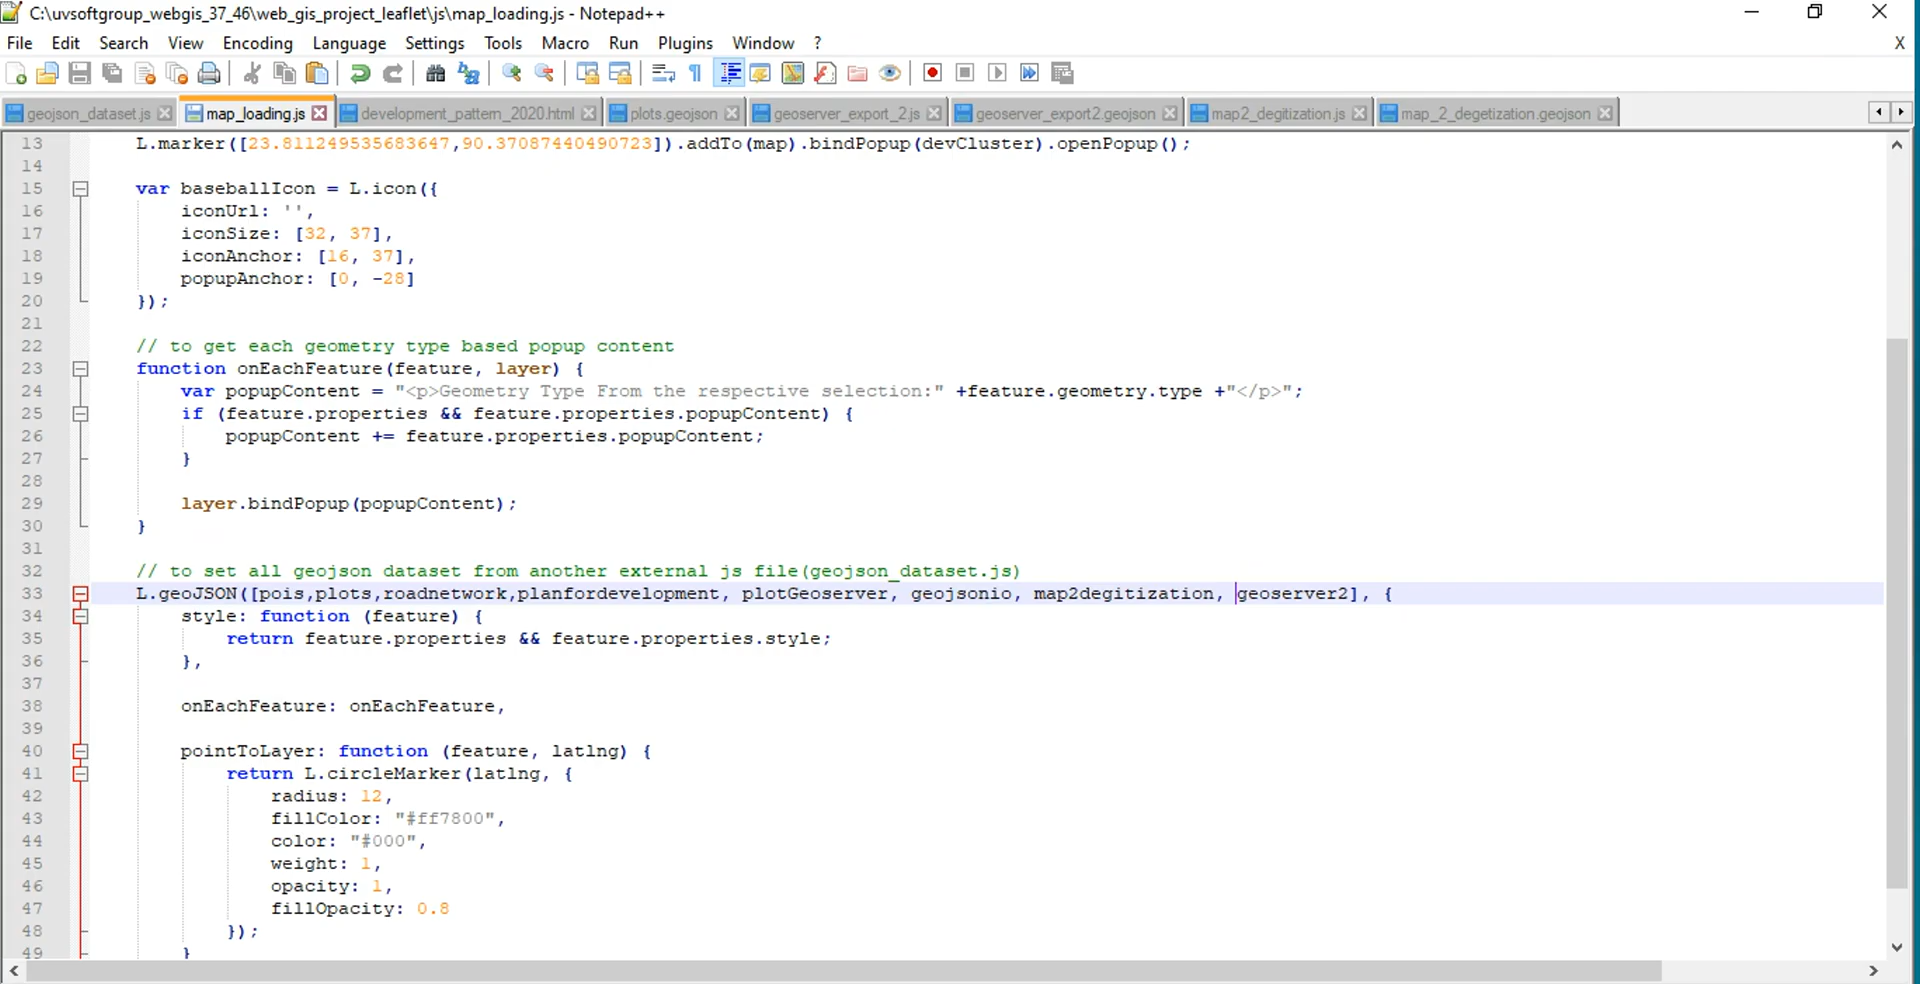 C:\uvsoftgroup_webgis_37_46\web_gis_project_leaflet\js\map_loading.js - Notepad++
File Edit Search View Encoding Language Settings Tools Macro Run Plugins Window ? X
geojson_dataset.js map_loading.js development_pattern_2020.html plots.geojson geoserver_export_2.js geoserver_export2.geojson map2_degitization.js map_2_degetization.geojson
13 L.marker([23.811249535683647,90.37087440490723]).addTo(map).bindPopup(devCluster).openPopup();
14
15 var baseballIcon = L.icon({
16 iconUrl: '',
17 iconSize: [32, 37],
18 iconAnchor: [16, 37],
19 popupAnchor: [0, -28]
20 });
21
22 // to get each geometry type based popup content
23 function onEachFeature(feature, layer) {
24 var popupContent = "<p>Geometry Type From the respective selection:" +feature.geometry.type +"</p>";
25 if (feature.properties && feature.properties.popupContent) {
26 popupContent += feature.properties.popupContent;
27 }
28
29 layer.bindPopup(popupContent);
30 }
31
32 // to set all geojson dataset from another external js file(geojson_dataset.js)
33 L.geoJSON([pois,plots,roadnetwork,planfordevelopment, plotGeoserver, geojsonio, map2degitization, geoserver2], {
34 style: function (feature) {
35 return feature.properties && feature.properties.style;
36 },
37
38 onEachFeature: onEachFeature,
39
40 pointToLayer: function (feature, latlng) {
41 return L.circleMarker(latlng, {
42 radius: 12,
43 fillColor: "#ff7800",
44 color: "#000",
45 weight: 1,
46 opacity: 1,
47 fillOpacity: 0.8
48 });
49 }